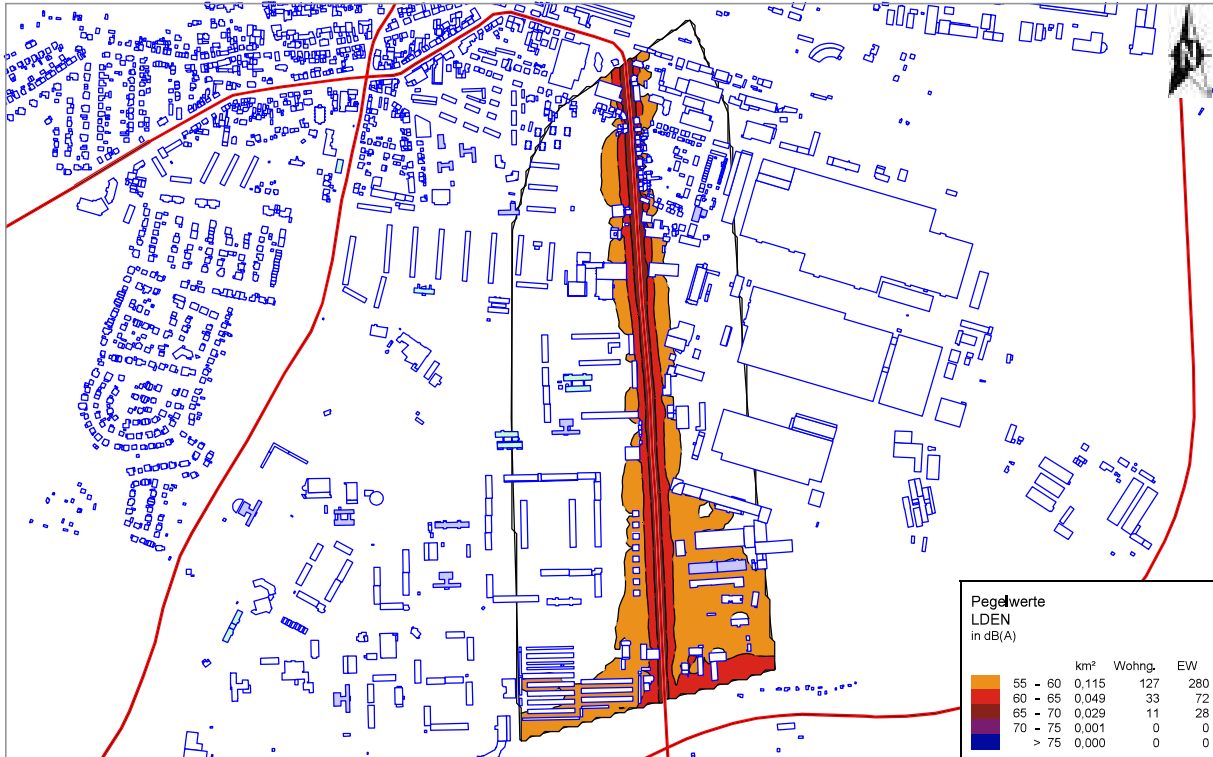 N
Pegelwerte
LDEN
in dB(A)
km² Wohng. EW
55 - 60 0,115 127 280
60 - 65 0,049 33 72
65 - 70 0,029 11 28
70 - 75 0,001 0 0
> 75 0,000 0 0